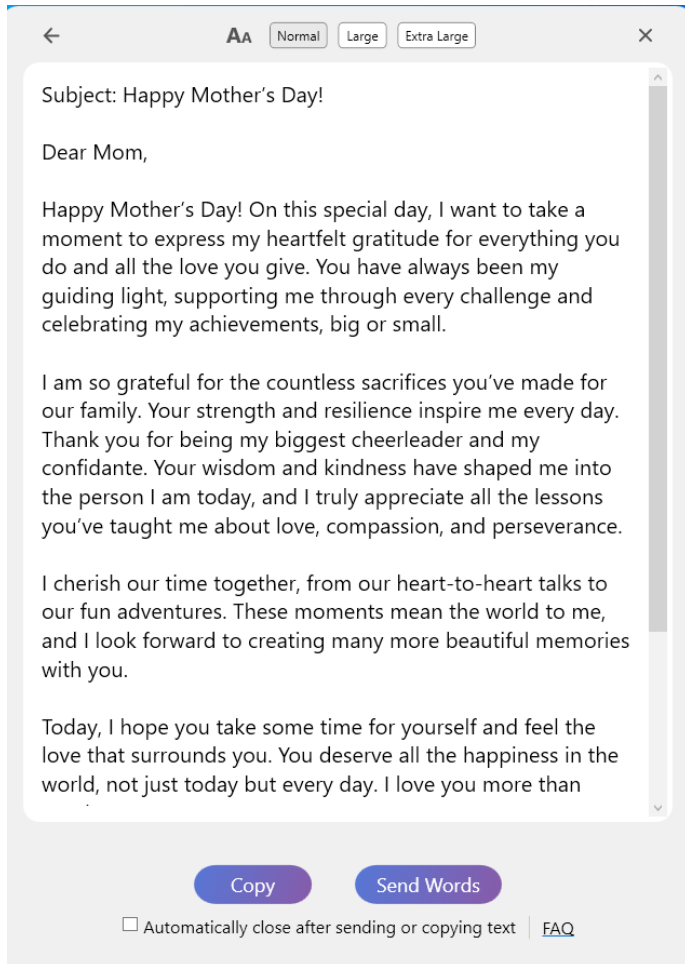 AA Normal Large Extra Large
Subject: Happy Mother’s Day!
Dear Mom,
Happy Mother’s Day! On this special day, I want to take a
moment to express my heartfelt gratitude for everything you
do and all the love you give. You have always been my
guiding light, supporting me through every challenge and
celebrating my achievements, big or small.
I am so grateful for the countless sacrifices you’ve made for
our family. Your strength and resilience inspire me every day.
Thank you for being my biggest cheerleader and my
confidante. Your wisdom and kindness have shaped me into
the person I am today, and I truly appreciate all the lessons
you’ve taught me about love, compassion, and perseverance.
I cherish our time together, from our heart-to-heart talks to
our fun adventures. These moments mean the world to me,
and I look forward to creating many more beautiful memories
with you.
Today, I hope you take some time for yourself and feel the
love that surrounds you. You deserve all the happiness in the
world, not just today but every day. I love you more than
Copy Send Words
Automatically close after sending or copying text FAQ